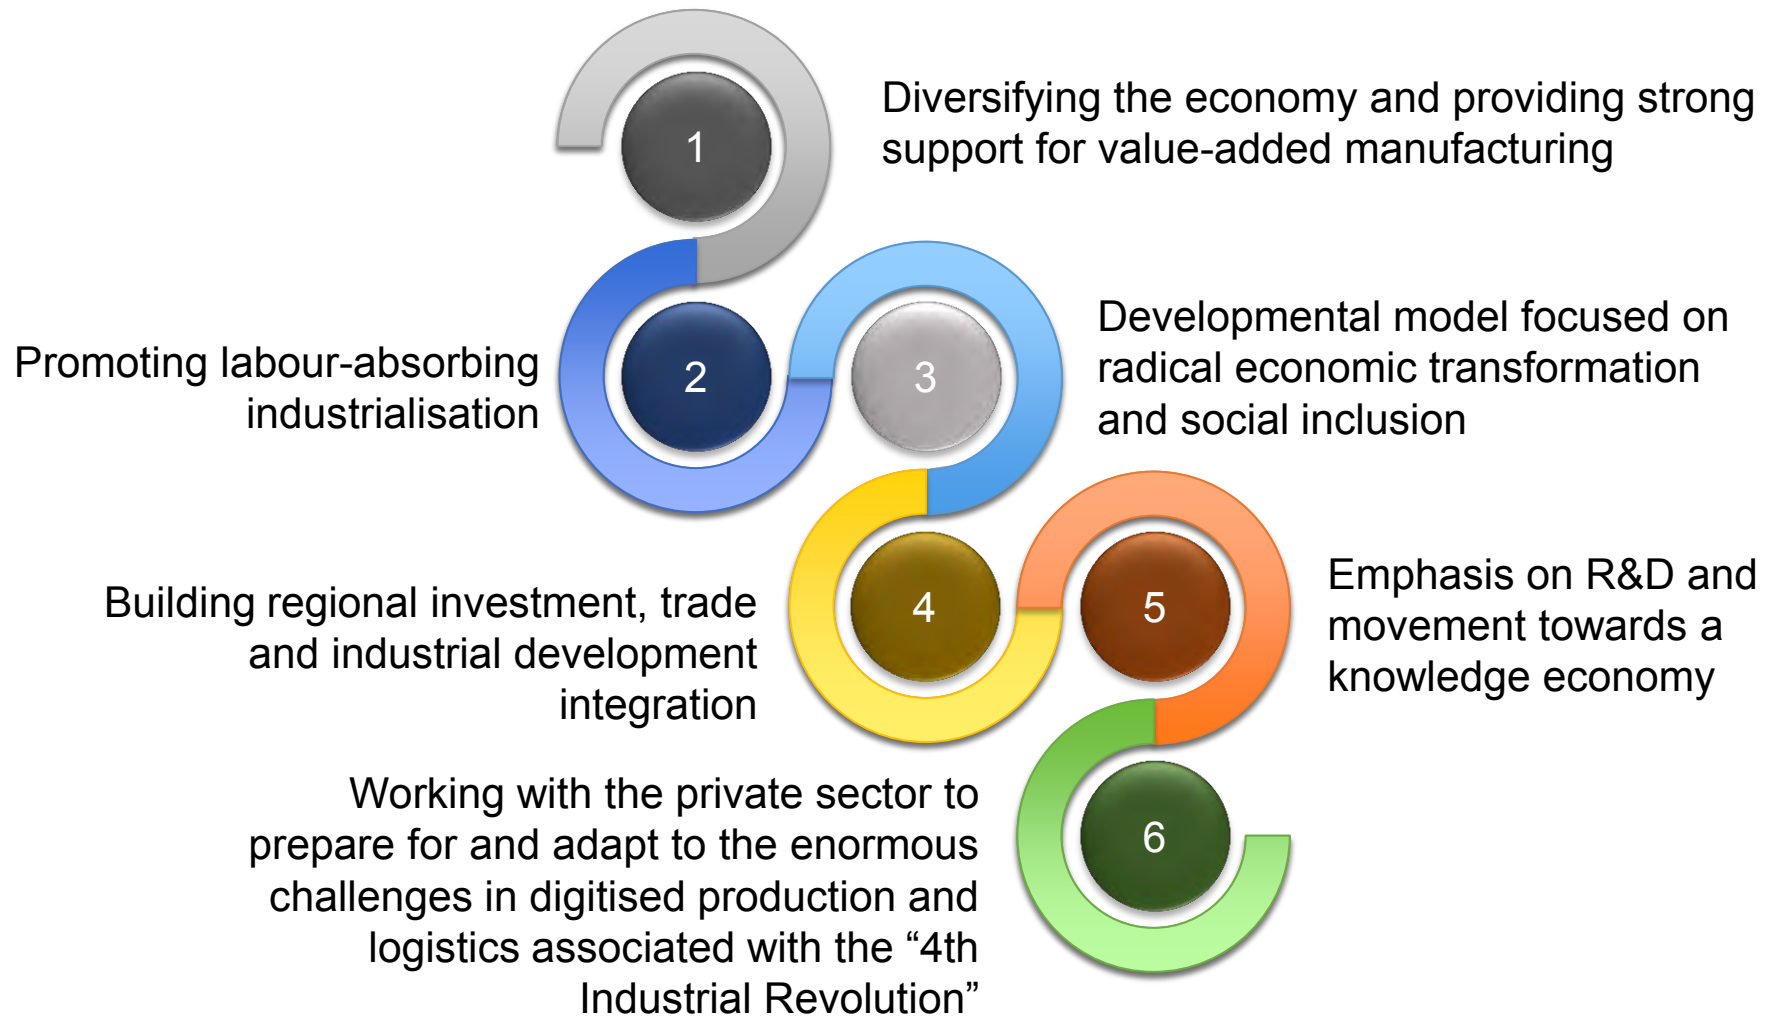 1
Diversifying the economy and providing strong
support for value-added manufacturing
2
Promoting labour-absorbing
industrialisation
3
Developmental model focused on
radical economic transformation
and social inclusion
4
Building regional investment, trade
and industrial development
integration
5
Emphasis on R&D and
movement towards a
knowledge economy
6
Working with the private sector to
prepare for and adapt to the enormous
challenges in digitised production and
logistics associated with the “4th
Industrial Revolution”